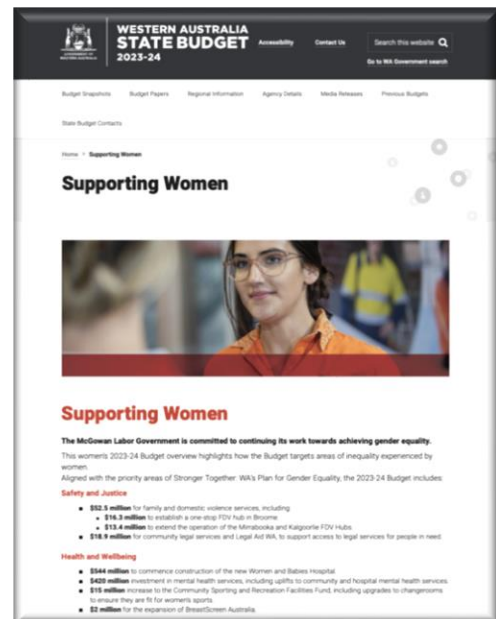 WESTERN AUSTRALIA
STATE BUDGET
2023-24
Accessibility Contact Us Search this website
Go to WA Government search
Budget Snapshots Budget Papers Regional Information Agency Details Media Releases Previous Budgets
State Budget Contacts
Home > Supporting Women
Supporting Women
Supporting Women
The McGowan Labor Government is committed to continuing its work towards achieving gender equality.
This women's 2023-24 Budget overview highlights how the Budget targets areas of inequality experienced by
women.
Aligned with the priority areas of Stronger Together: WA's Plan for Gender Equality, the 2023-24 Budget includes:
Safety and Justice
$52.5 million for family and domestic violence services, including
$16.3 million to establish a one-stop FDV hub in Broome
$13.4 million to extend the operation of the Mirrabooka and Kalgoorlie FDV Hubs.
$18.9 million for community legal services and Legal Aid WA, to support access to legal services for people in need.
Health and Wellbeing
$544 million to commence construction of the new Women and Babies Hospital.
$420 million investment in mental health services, including uplifts to community and hospital mental health services.
$15 million increase to the Community Sporting and Recreation Facilities Fund, including upgrades to changerooms
to ensure they are fit for women's sports.
$2 million for the expansion of BreastScreen Australia.